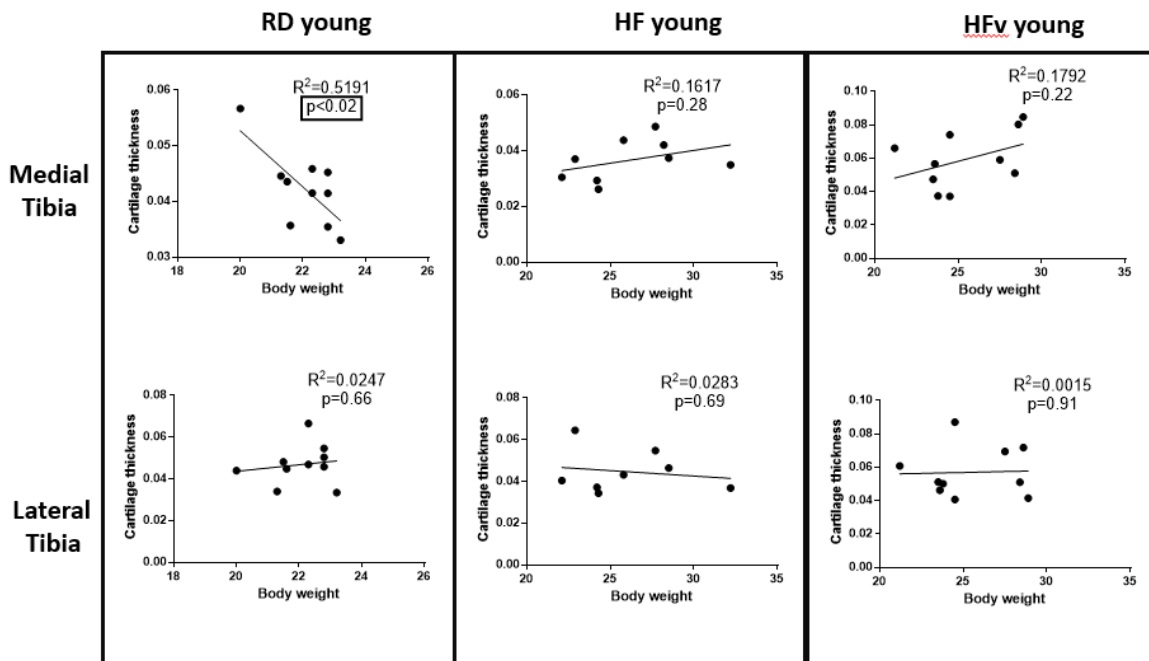 RD young
HF young
HFv young
Medial
Tibia
R²=0.5191
p<0.02
Cartilage thickness
0.06
0.05
0.04
0.03
18 20 22 24 26
Body weight
R²=0.1617
p=0.28
Cartilage thickness
0.06
0.04
0.02
0.00
20 25 30 35
Body weight
R²=0.1792
p=0.22
Cartilage thickness
0.10
0.08
0.06
0.04
0.02
0.00
20 25 30 35
Body weight
Lateral
Tibia
R²=0.0247
p=0.66
Cartilage thickness
0.08
0.06
0.04
0.02
0.00
18 20 22 24 26
Body weight
R²=0.0283
p=0.69
Cartilage thickness
0.08
0.06
0.04
0.02
0.00
20 25 30 35
Body weight
R²=0.0015
p=0.91
Cartilage thickness
0.10
0.08
0.06
0.04
0.02
0.00
20 25 30 35
Body weight